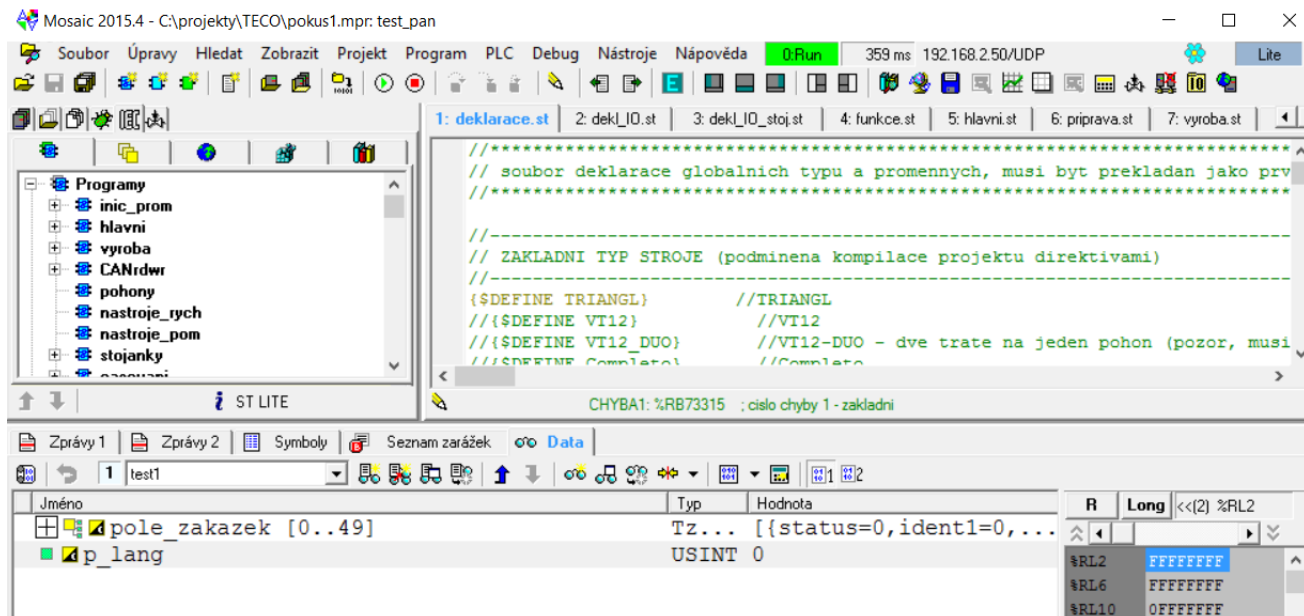 Mosaic 2015.4 - C:\projekty\TECO\pokus1.mpr: test_pan
Soubor Úpravy Hledat Zobrazit Projekt Program PLC Debug Nástroje Nápověda 0:Run 359 ms 192.168.2.50/UDP Lite
1: deklarace.st 2: dekl_IO.st 3: dekl_IO_stoj.st 4: funkce.st 5: hlavni.st 6: priprava.st 7: vyroba.st
//*******************************************************************************
// soubor deklarace globalnich typu a promennych, musi byt prekladan jako prv
//*******************************************************************************
//-------------------------------------------------------------------------------
// ZAKLADNI TYP STROJE (podminena kompilace projektu direktivami)
//-------------------------------------------------------------------------------
{$DEFINE TRIANGL} //TRIANGL
//{$DEFINE VT12} //VT12
//{$DEFINE VT12_DUO} //VT12-DUO - dve trate na jeden pohon (pozor, musi
//{$DEFINE Completo} //Completo
Programy
inic_prom
hlavni
vyroba
CANrdwr
pohony
nastroje_rych
nastroje_pom
stojanky
ST LITE
CHYBA1: %RB73315 ; cislo chyby 1 - zakladni
Zprávy 1 Zprávy 2 Symboly Seznam zarážek Data
1 test1 1 2
Jméno Typ Hodnota
pole_zakazek [0..49] Tz... [{status=0,ident1=0,...
p_lang USINT 0
R Long <<(2) %RL2
%RL2 FFFFFFFF
%RL6 FFFFFFFF
%RL10 0FFFFFFF